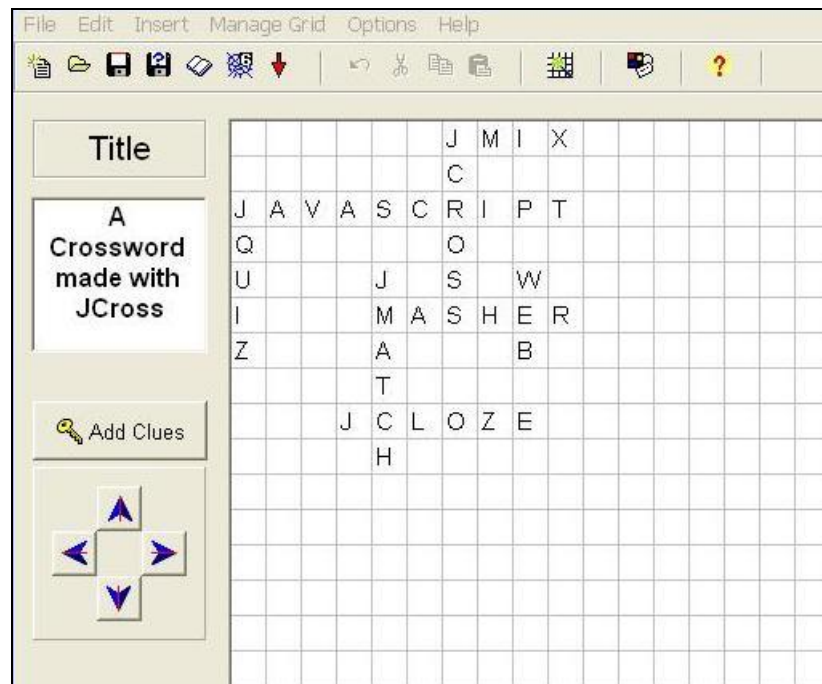 File Edit Insert Manage Grid Options Help
?
Title
A
Crossword
made with
JCross
Add Clues
J M I X
C
J A V A S C R I P T
Q O
U J S W
I M A S H E R
Z A B
T
J C L O Z E
H